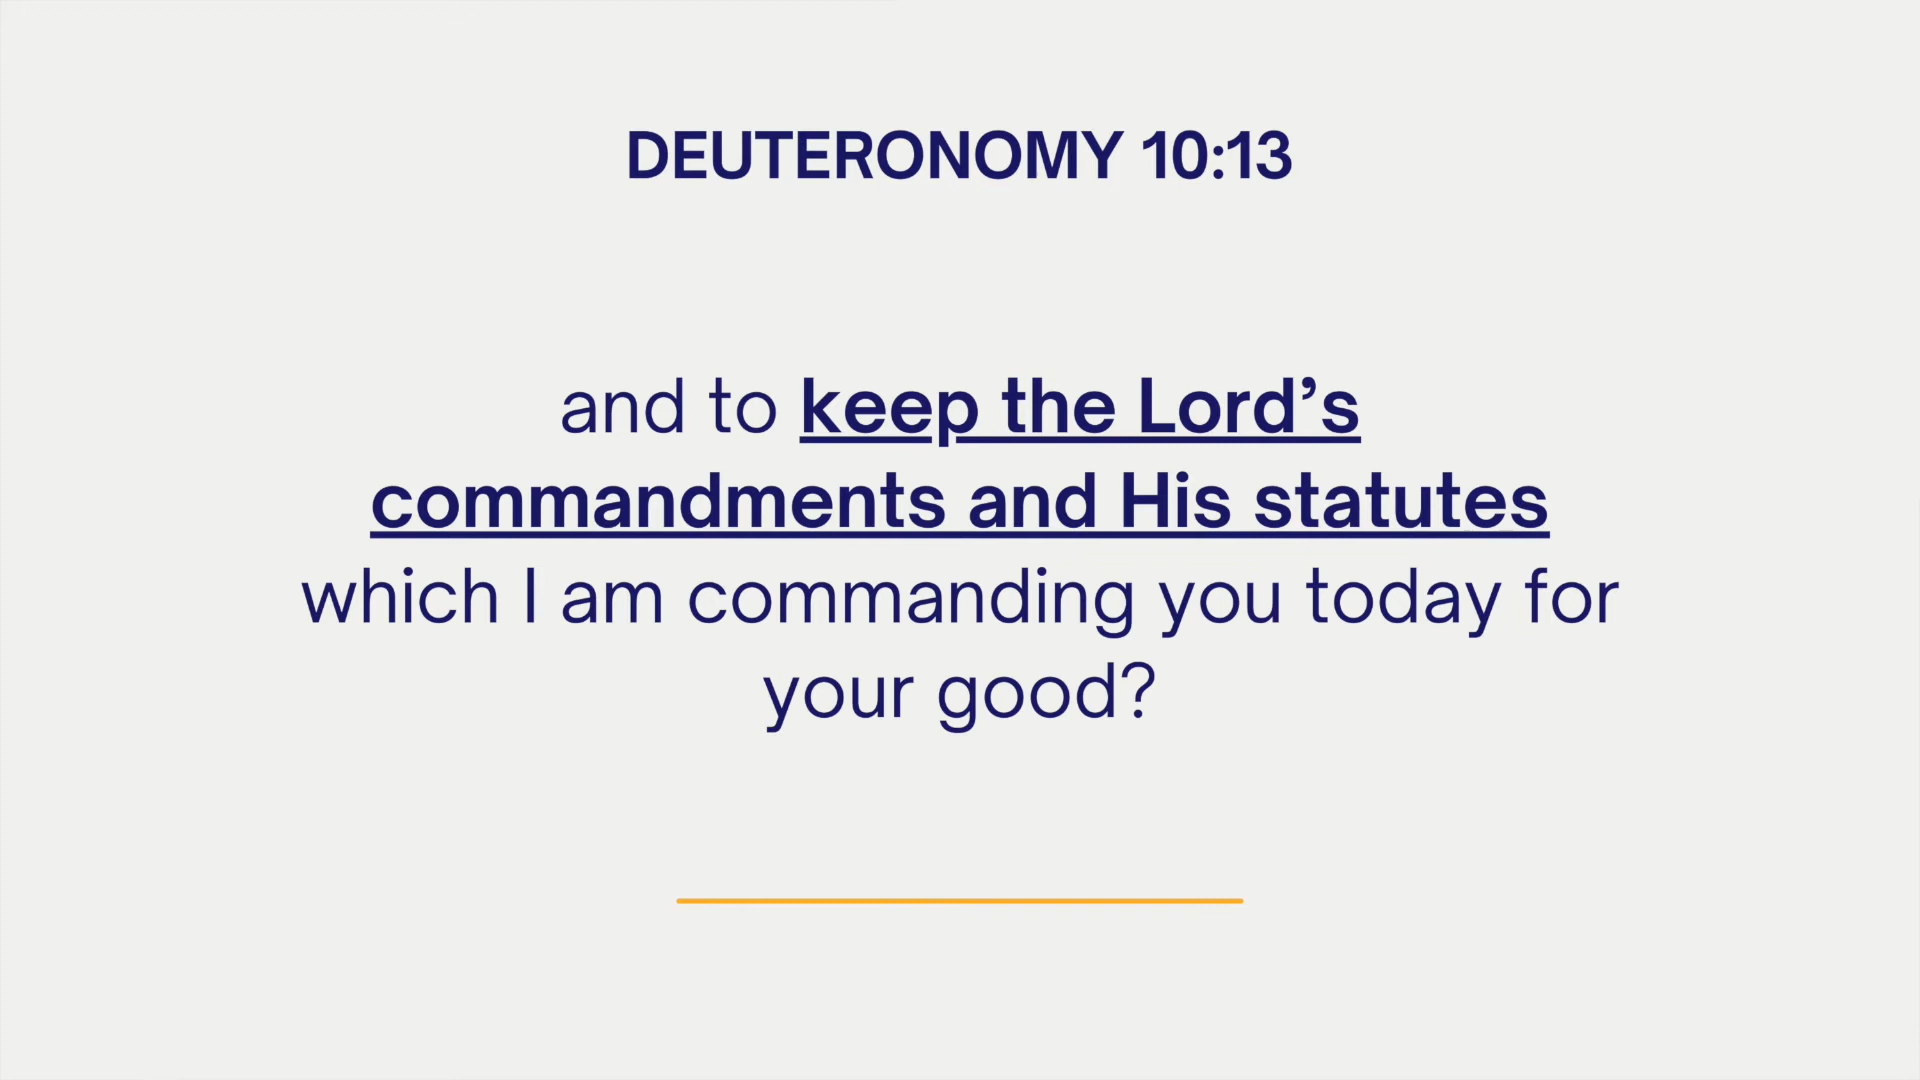 DEUTERONOMY 10:13
and to keep the Lord’s
commandments and His statutes
which I am commanding you today for
your good?